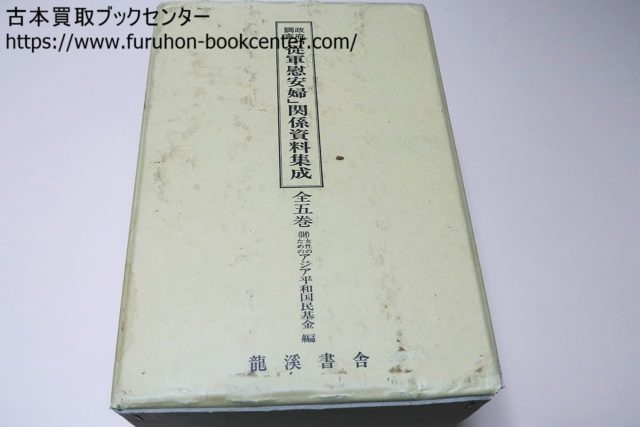 古本買取ブックセンター
https://www.furuhon-bookcenter.com/
政府調査「従軍慰安婦」関係資料集成
全五巻
(財)女性のためのアジア平和国民基金 編
龍溪書舎